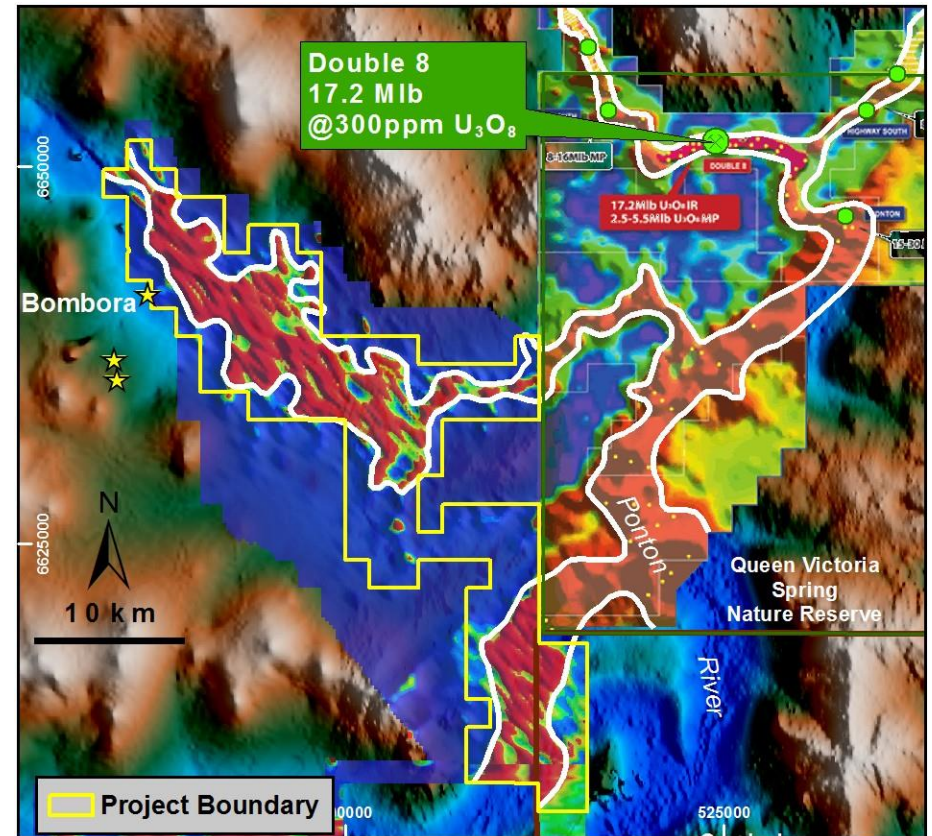 Double 8
17.2 Mlb
@300ppm U₃O₈
HIGHWAY SOUTH
8-16Mlb MP
DOUBLE 8
17.2Mlb U₃O₈ IR
2.5-5.5Mlb U₃O₈ MP
6650000
Bombora
6625000
N
10 km
Ponton
Queen Victoria
Spring
Nature Reserve
River
Project Boundary
525000